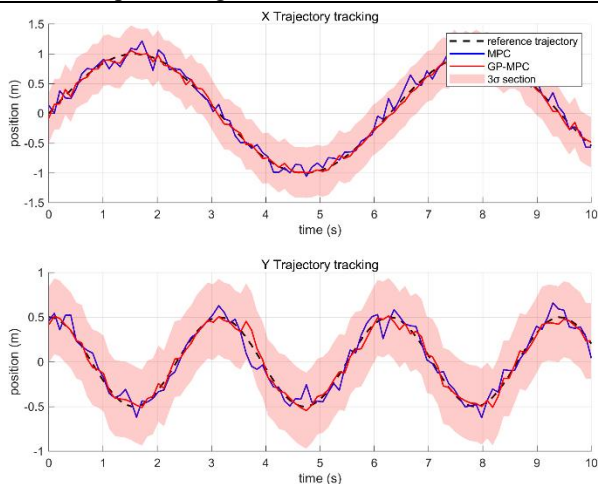 X Trajectory tracking
1.5
1
0.5
0
-0.5
-1
-1.5
position (m)
reference trajectory
MPC
GP-MPC
3σ section
0 1 2 3 4 5 6 7 8 9 10
time (s)
Y Trajectory tracking
1
0.5
0
-0.5
-1
position (m)
0 1 2 3 4 5 6 7 8 9 10
time (s)